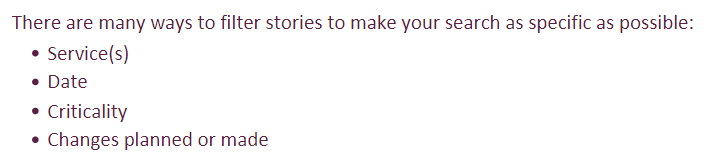 There are many ways to filter stories to make your search as specific as possible:
• Service(s)
• Date
• Criticality
• Changes planned or made